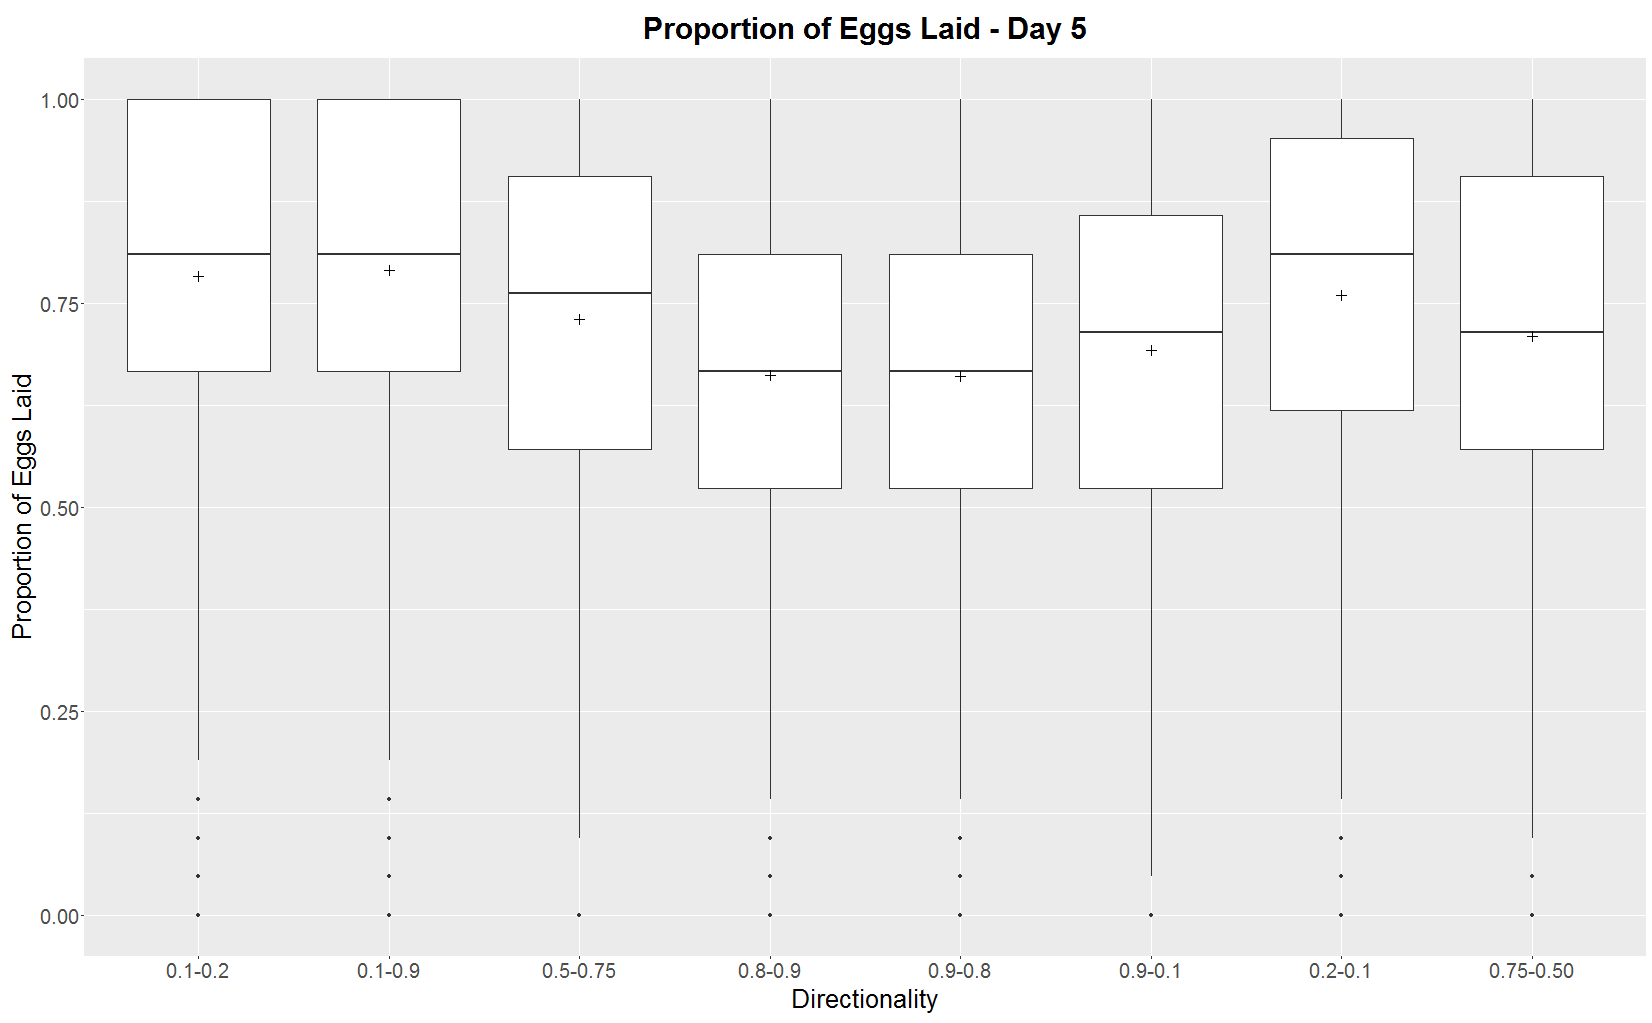 Proportion of Eggs Laid - Day 5
Proportion of Eggs Laid
1.00
0.75
0.50
0.25
0.00
0.1-0.2 0.1-0.9 0.5-0.75 0.8-0.9 0.9-0.8 0.9-0.1 0.2-0.1 0.75-0.50
Directionality